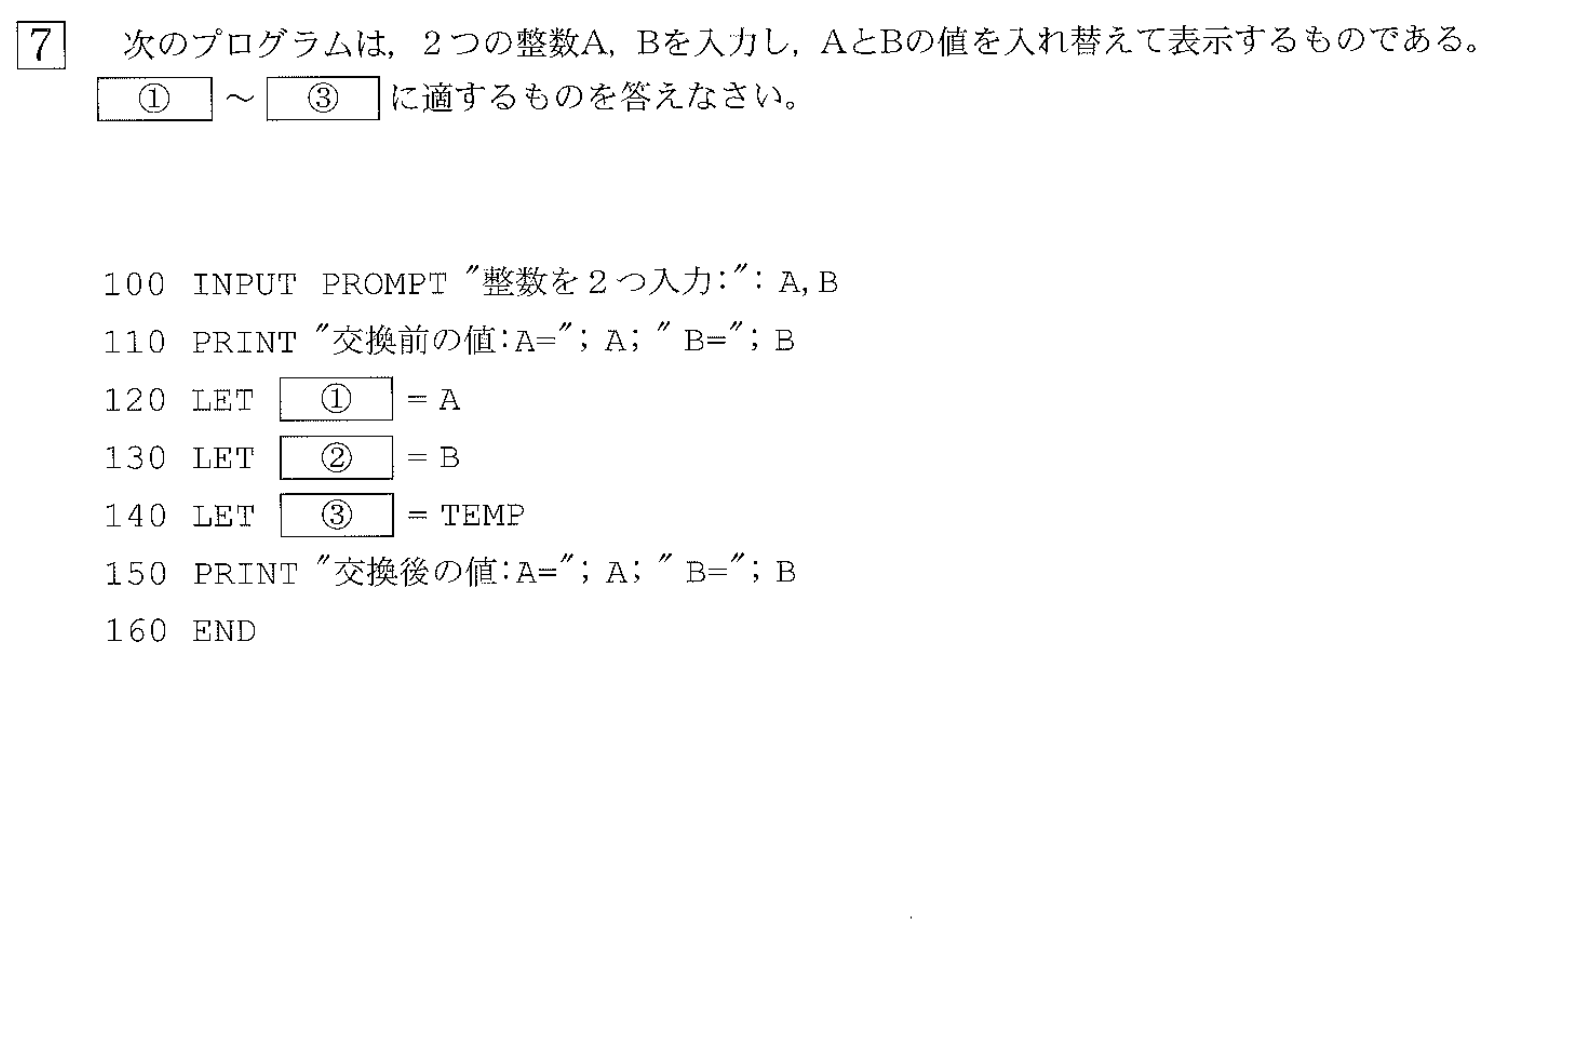 7 次のプログラムは，２つの整数A，Bを入力し，AとBの値を入れ替えて表示するものである。
① ～ ③ に適するものを答えなさい。
100 INPUT PROMPT ″整数を２つ入力:″: A,B
110 PRINT ″交換前の値:A=″; A; ″ B=″; B
120 LET ① = A
130 LET ② = B
140 LET ③ = TEMP
150 PRINT ″交換後の値:A=″; A; ″ B=″; B
160 END